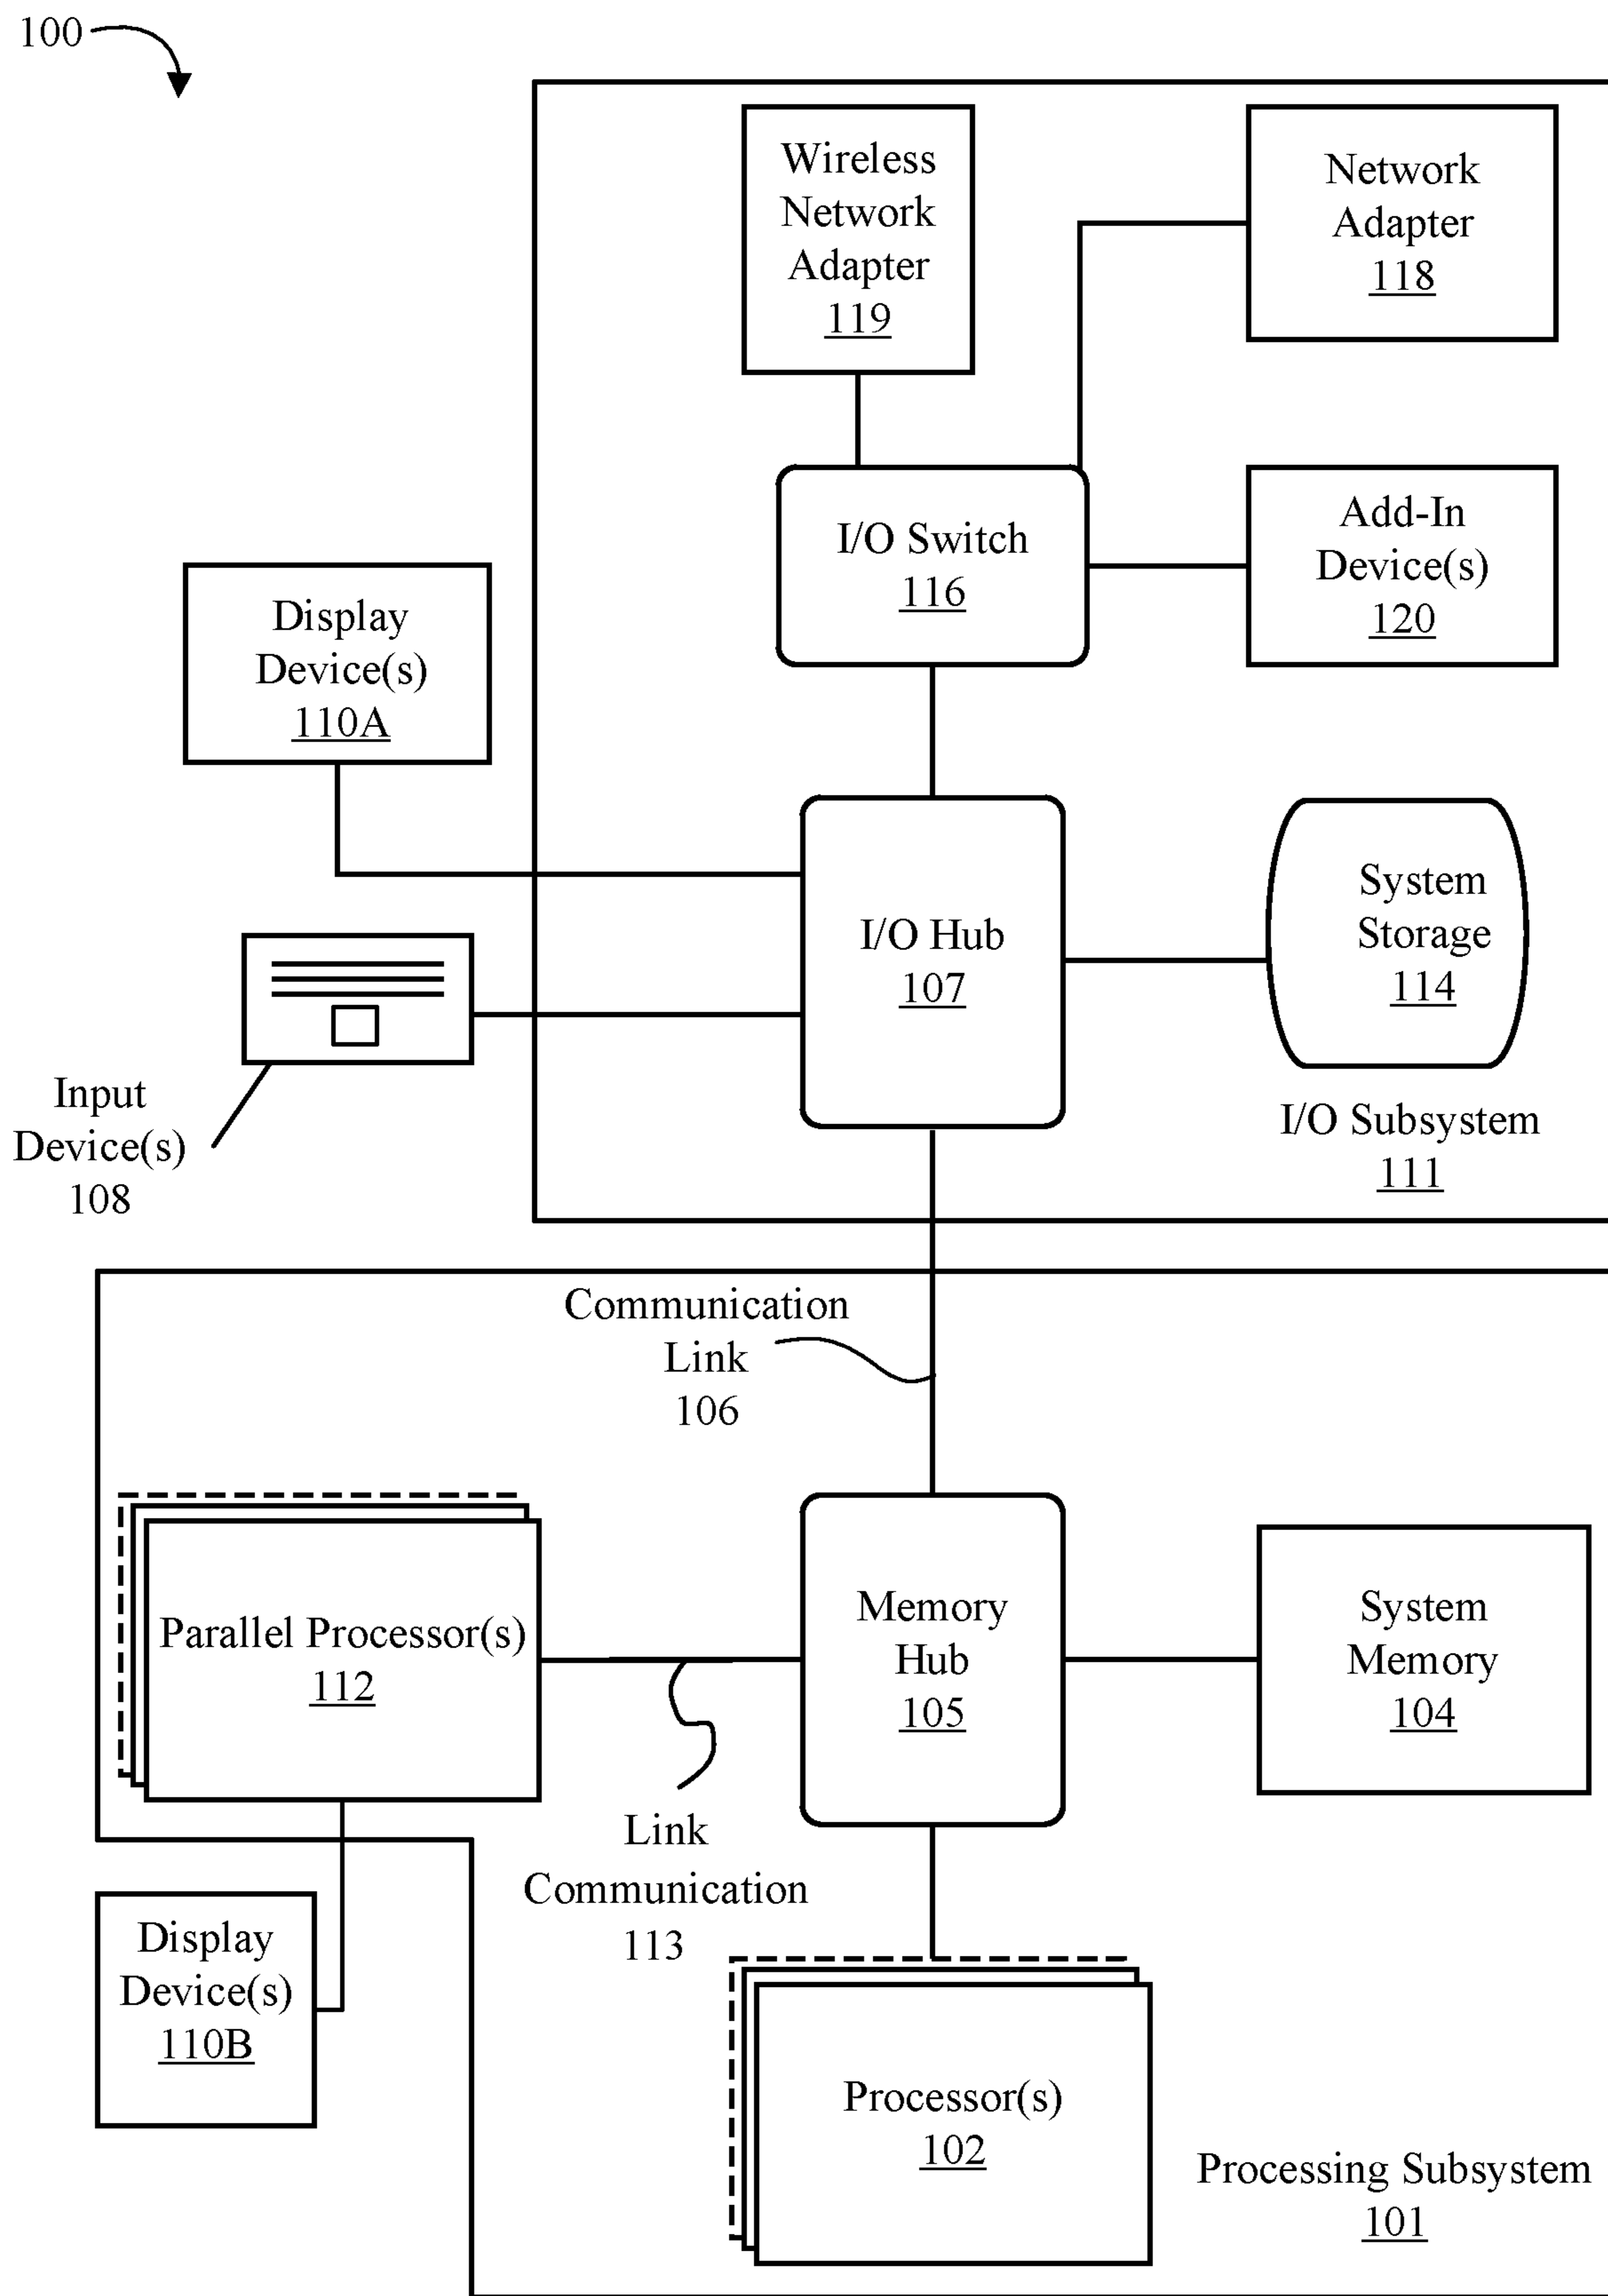 100
Wireless
Network
Adapter
119
Network
Adapter
118
I/O Switch
116
Add-In
Device(s)
120
Display
Device(s)
110A
I/O Hub
107
System
Storage
114
Input
Device(s)
108
I/O Subsystem
111
Communication
Link
106
Parallel Processor(s)
112
Memory
Hub
105
System
Memory
104
Link
Communication
113
Display
Device(s)
110B
Processor(s)
102
Processing Subsystem
101